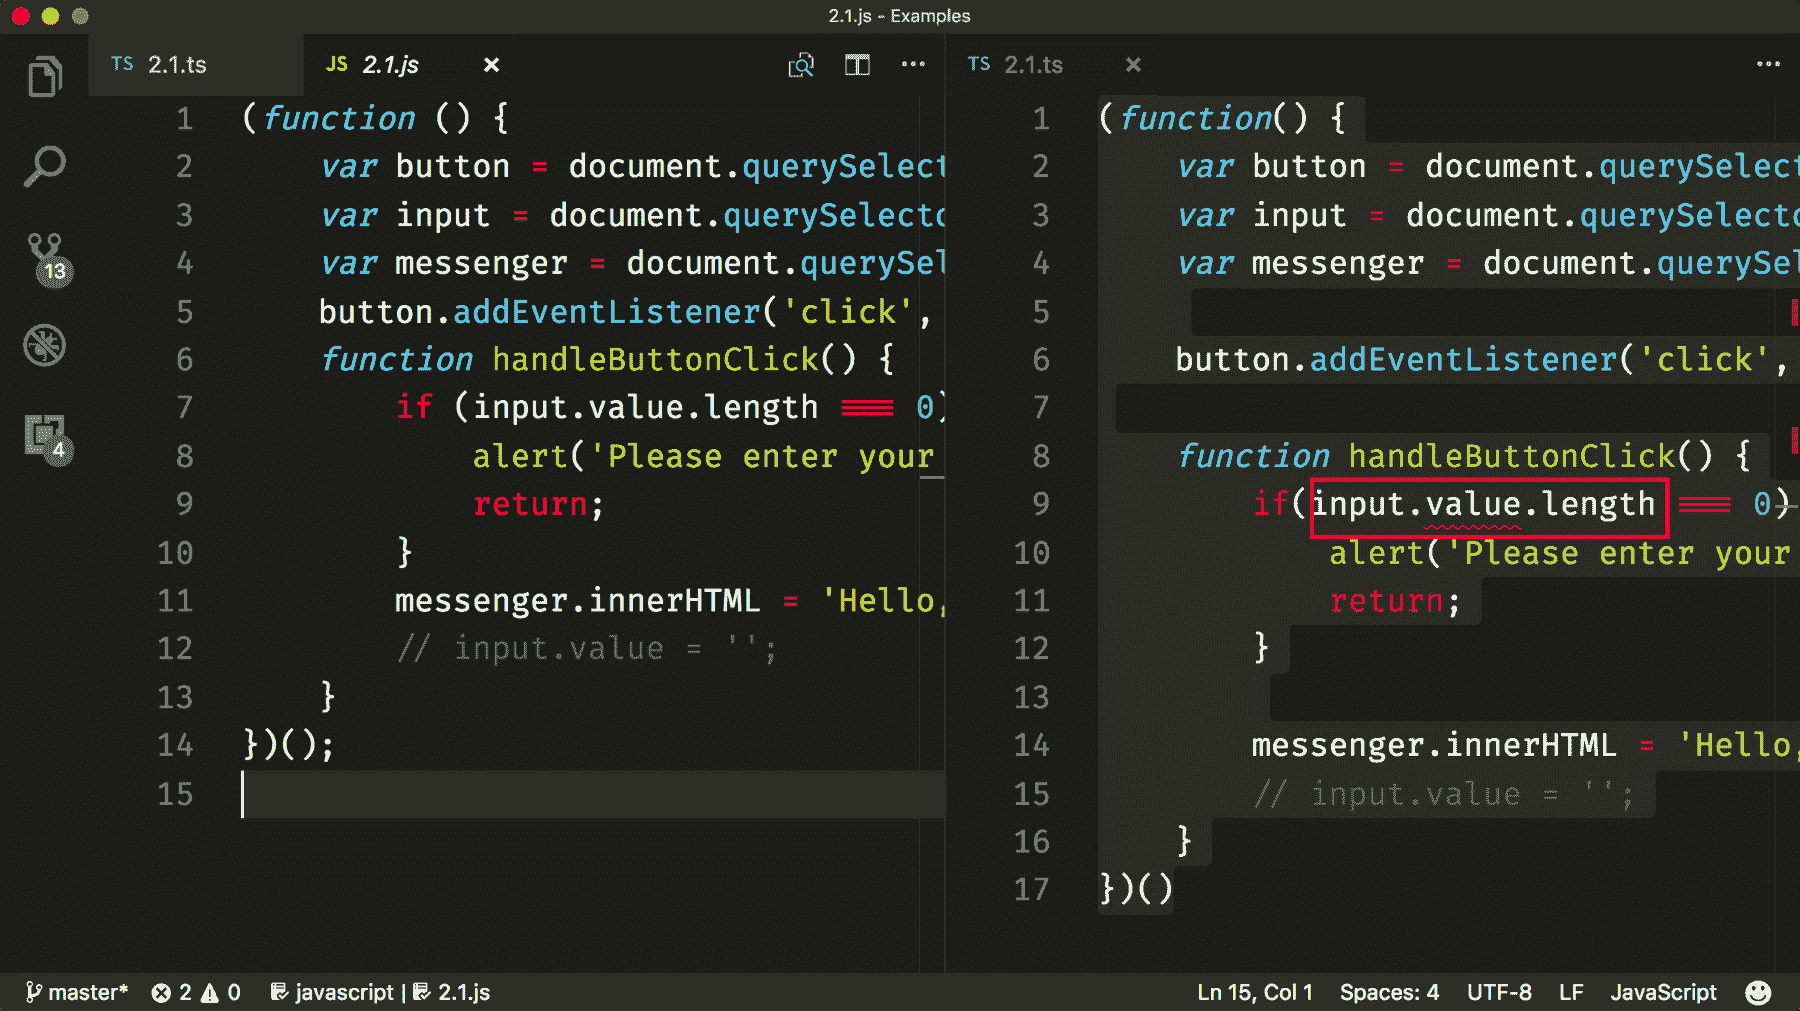 2.1.js - Examples
TS 2.1.ts
JS 2.1.js ×
1 (function () {
2 var button = document.querySelect
3 var input = document.querySelecto
4 var messenger = document.querySel
5 button.addEventListener('click',
6 function handleButtonClick() {
7 if (input.value.length === 0)
8 alert('Please enter your
9 return;
10 }
11 messenger.innerHTML = 'Hello,
12 // input.value = '';
13 }
14 })();
15
TS 2.1.ts ×
1 (function() {
2 var button = document.querySelect
3 var input = document.querySelecto
4 var messenger = document.querySel
5
6 button.addEventListener('click',
7
8 function handleButtonClick() {
9 if(input.value.length === 0)
10 alert('Please enter your
11 return;
12 }
13
14 messenger.innerHTML = 'Hello,
15 // input.value = '';
16 }
17 })()
13
4
master* 2 0 javascript | 2.1.js Ln 15, Col 1 Spaces: 4 UTF-8 LF JavaScript